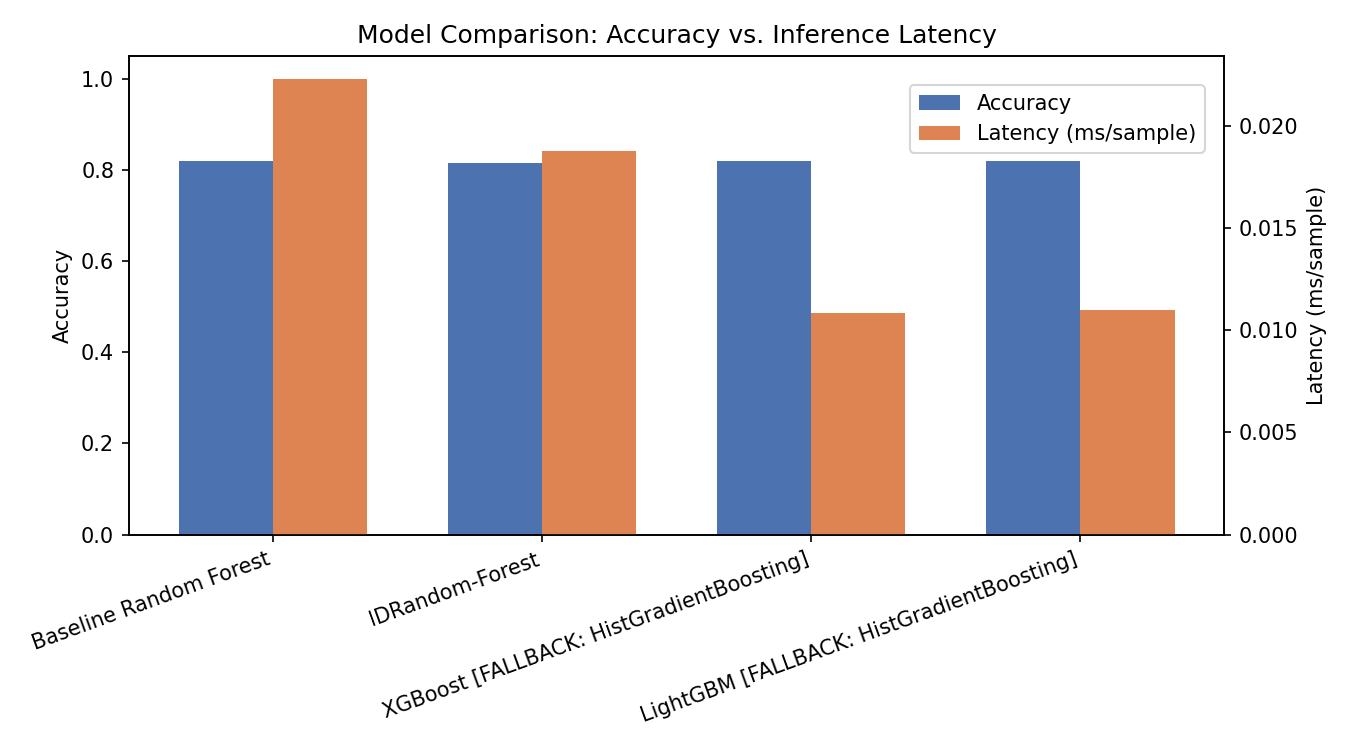 Model Comparison: Accuracy vs. Inference Latency
Accuracy
1.0
0.8
0.6
0.4
0.2
0.0
Accuracy
Latency (ms/sample)
0.020
0.015
0.010
0.005
0.000
Latency (ms/sample)
Baseline Random Forest
IDRandom-Forest
XGBoost [FALLBACK: HistGradientBoosting]
LightGBM [FALLBACK: HistGradientBoosting]